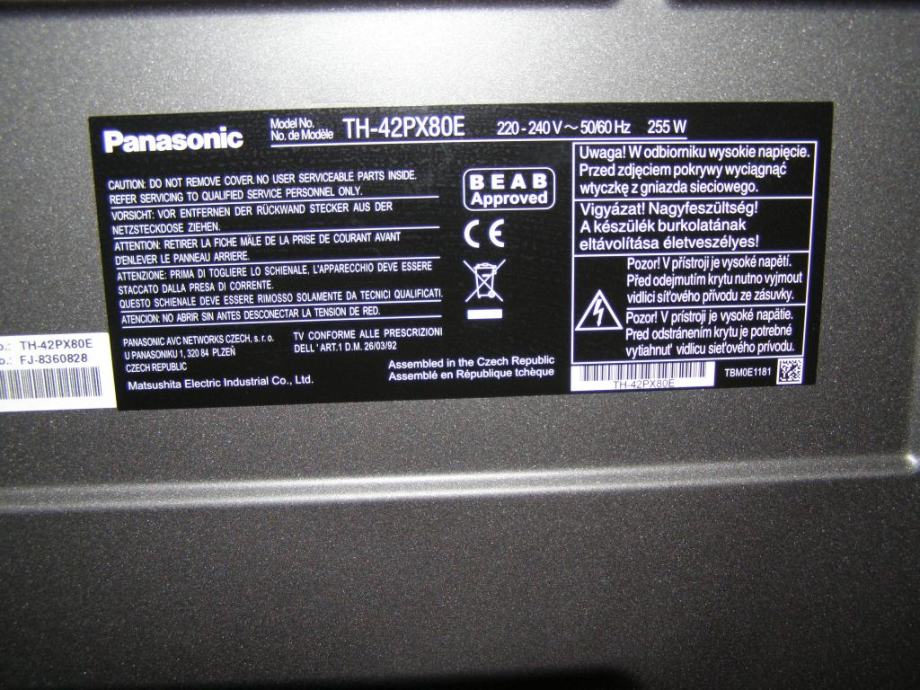 Panasonic
Model No.
No. de Modèle
TH-42PX80E
220 - 240 V ~ 50/60 Hz
255 W
CAUTION: DO NOT REMOVE COVER. NO USER SERVICEABLE PARTS INSIDE.
REFER SERVICING TO QUALIFIED SERVICE PERSONNEL ONLY.
VORSICHT: VOR ENTFERNEN DER RÜCKWAND STECKER AUS DER
NETZSTECKDOSE ZIEHEN.
ATTENTION: RETIRER LA FICHE MÂLE DE LA PRISE DE COURANT AVANT
D'ENLEVER LE PANNEAU ARRIERE.
ATTENZIONE: PRIMA DI TOGLIERE LO SCHIENALE, L'APPARECCHIO DEVE ESSERE
STACCATO DALLA PRESA DI CORRENTE.
QUESTO SCHIENALE DEVE ESSERE RIMOSSO SOLAMENTE DA TECNICI QUALIFICATI.
ATENCION: NO ABRIR SIN ANTES DESCONECTAR LA TENSION DE RED.
PANASONIC AVC NETWORKS CZECH, s. r. o.
U PANASONIKU 1, 320 84 PLZEŇ
CZECH REPUBLIC
TV CONFORME ALLE PRESCRIZIONI
DELL' ART.1 D.M. 26/03/92
Matsushita Electric Industrial Co., Ltd.
Assembled in the Czech Republic
Assemblé en République tchèque
BEAB
Approved
CE
Uwaga! W odbiorniku wysokie napięcie.
Przed zdjęciem pokrywy wyciągnąć
wtyczkę z gniazda sieciowego.
Vigyázat! Nagyfeszültség!
A készülék burkolatának
eltávolítása életveszélyes!
Pozor! V přístroji je vysoké napětí.
Před odejmutím krytu nutno vyjmout
vidlici síťového přívodu ze zásuvky.
Pozor! V prístroji je vysoké napätie.
Pred odstránením krytu je potrebné
vytiahnuť vidlicu sieťového prívodu.
TH-42PX80E
TBM0E1181
o.: TH-42PX80E
o.: FJ-8360828